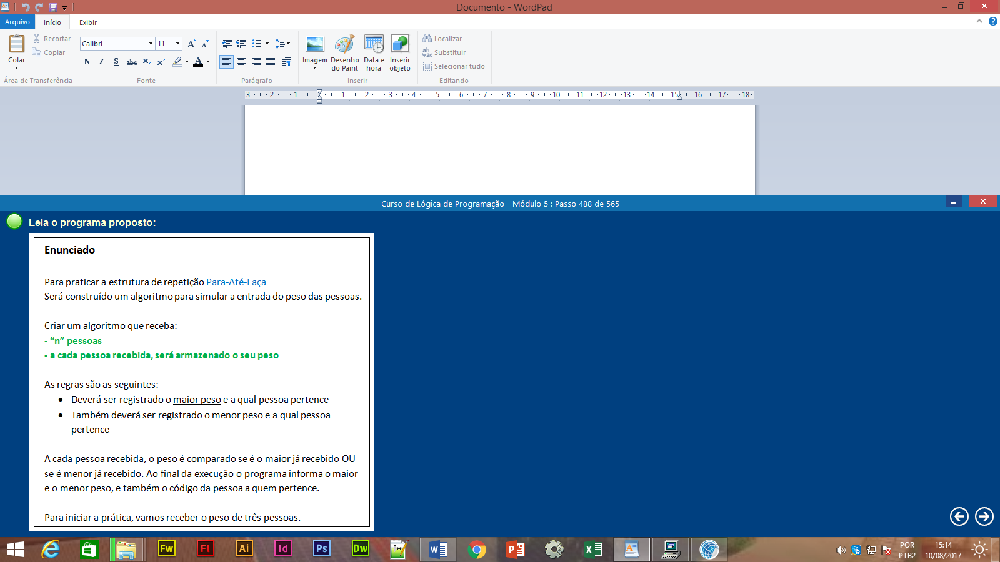 Documento - WordPad
Arquivo Início Exibir
Colar
Recortar
Copiar
Área de Transferência
Calibri 11
N I S abc X₂ X²
A
Fonte
Parágrafo
Imagem
Desenho do Paint
Data e hora
Inserir objeto
Inserir
Localizar
Substituir
Selecionar tudo
Editando
3 2 1 1 2 3 4 5 6 7 8 9 10 11 12 13 14 15 16 17 18
Curso de Lógica de Programação - Módulo 5 : Passo 488 de 565
Leia o programa proposto:
Enunciado
Para praticar a estrutura de repetição Para-Até-Faça
Será construído um algoritmo para simular a entrada do peso das pessoas.
Criar um algoritmo que receba:
- “n” pessoas
- a cada pessoa recebida, será armazenado o seu peso
As regras são as seguintes:
• Deverá ser registrado o maior peso e a qual pessoa pertence
• Também deverá ser registrado o menor peso e a qual pessoa
pertence
A cada pessoa recebida, o peso é comparado se é o maior já recebido OU
se é menor já recebido. Ao final da execução o programa informa o maior
e o menor peso, e também o código da pessoa a quem pertence.
Para iniciar a prática, vamos receber o peso de três pessoas.
Fw Fl Ai Id Ps Dw
POR 15:14
PTB2 10/08/2017